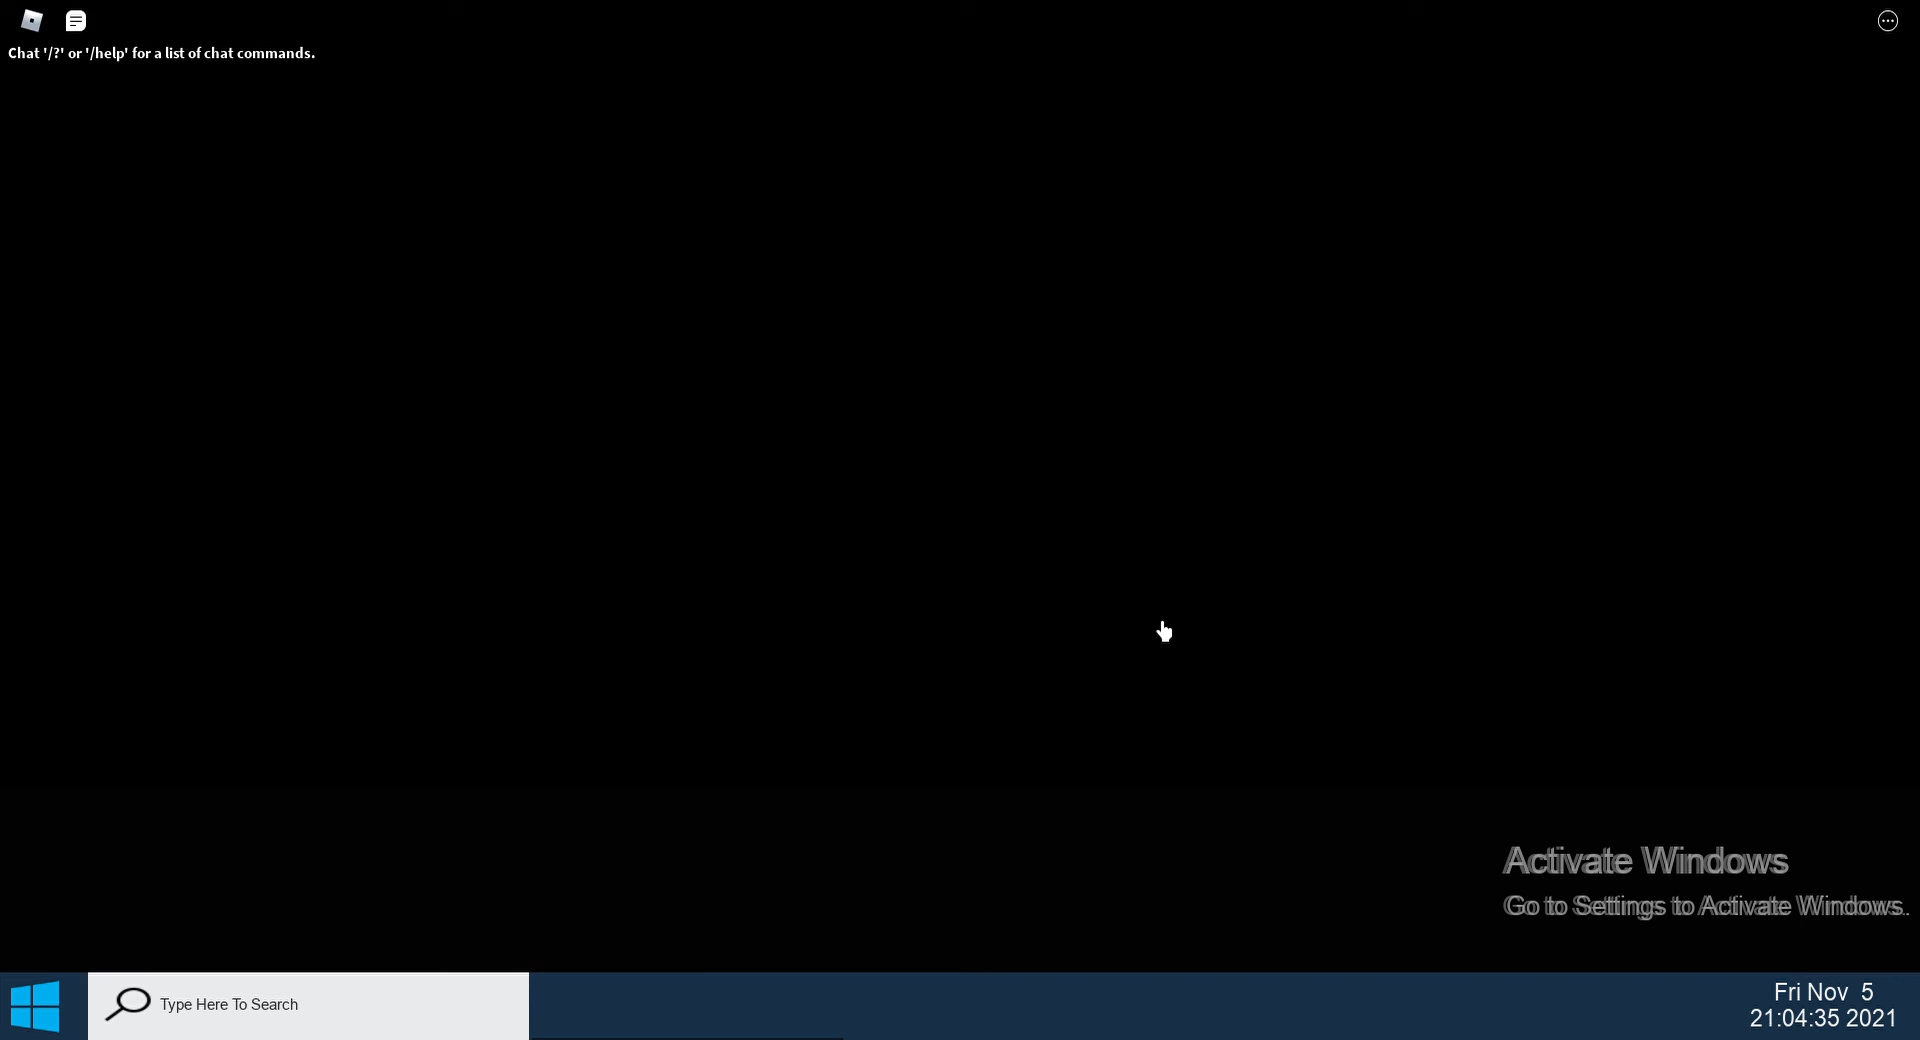 Chat '/?' or '/help' for a list of chat commands.
Activate Windows
Go to Settings to Activate Windows.
Type Here To Search
Fri Nov 5
21:04:35 2021